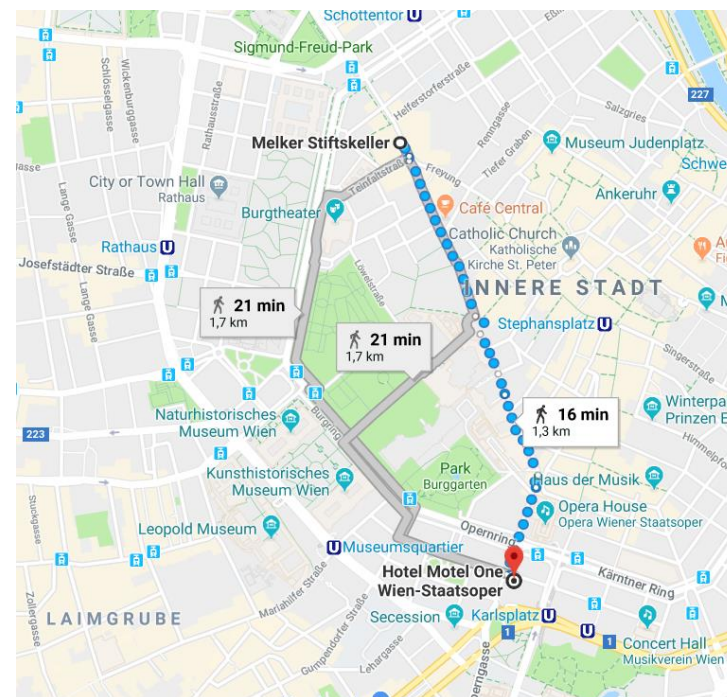 Schottentor U
Sigmund-Freud-Park
227
Schlösselgasse
Wickenburggasse
Rathausstraße
Helferstorferstraße
Renngasse
Salzgries
Tiefer Graben
Museum Judenplatz
Melker Stiftskeller
Freyung
Teinfaltstraße
Lange Gasse
City or Town Hall
Rathaus
Burgtheater
Café Central
Ankeruhr
Catholic Church
Katholische
Kirche St. Peter
Rathaus U
Josefstädter Straße
Löwelstraße
Lange Gasse
INNERE STADT
21 min
1,7 km
21 min
1,7 km
Stephansplatz U
Singerstraße
16 min
1,3 km
Naturhistorisches
Museum Wien
Burgring
223
Kunsthistorisches
Museum Wien
Park
Burggarten
Haus der Musik
Stuckgasse
Leopold Museum
Opera House
Opera Wiener Staatsoper
Opernring
U Museumsquartier
Hotel Motel One
Wien-Staatsoper
Kärntner Ring
Zollergasse
Mariahilfer Straße
LAIMGRUBE
Secession
Karlsplatz U
1
U
1
Gumpendorfer Straße
Lehargasse
Concert Hall
Musikverein Wien